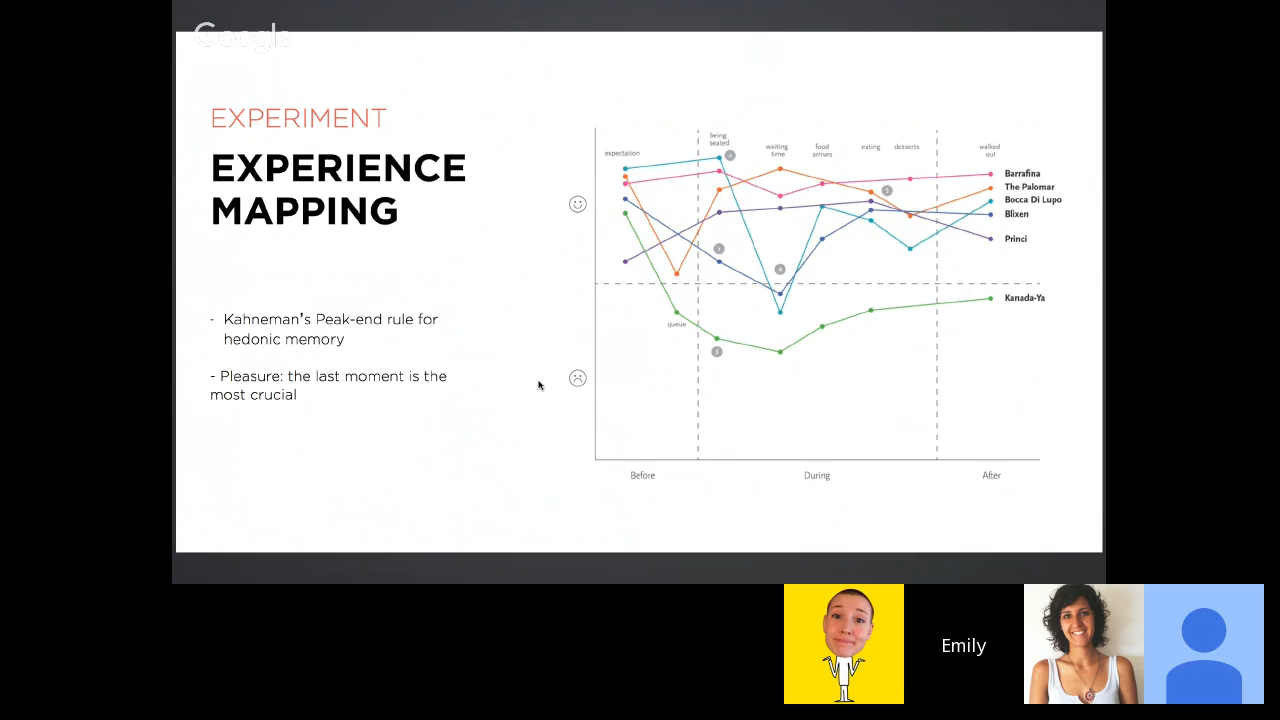 Google
EXPERIMENT
EXPERIENCE
MAPPING
- Kahneman's Peak-end rule for
hedonic memory
- Pleasure: the last moment is the
most crucial
expectation
being
seated
waiting
time
food
arrives
eating
desserts
walked
out
queue
Barrafina
The Palomar
Bocca Di Lupo
Blixen
Princi
Kanada-Ya
Before
During
After
Emily